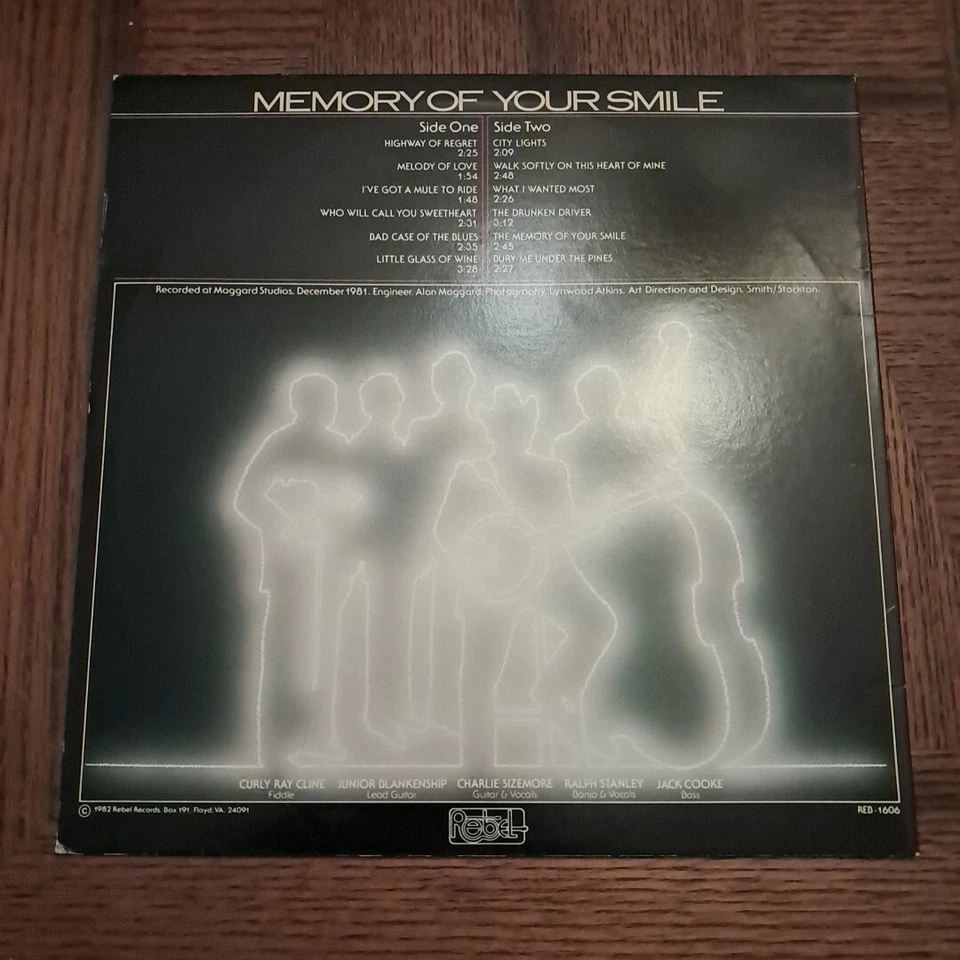 MEMORY OF YOUR SMILE
Side One
HIGHWAY OF REGRET
2:25
MELODY OF LOVE
1:54
I'VE GOT A MULE TO RIDE
1:48
WHO WILL CALL YOU SWEETHEART
2:31
BAD CASE OF THE BLUES
2:35
LITTLE GLASS OF WINE
3:28
Side Two
CITY LIGHTS
2:09
WALK SOFTLY ON THIS HEART OF MINE
2:48
WHAT I WANTED MOST
2:26
THE DRUNKEN DRIVER
3:12
THE MEMORY OF YOUR SMILE
2:45
BURY ME UNDER THE PINES
2:27
Recorded at Maggard Studios, December 1981. Engineer, Alan Maggard. Photography, Lynwood Atkins. Art Direction and Design, Smith/Stockton.
CURLY RAY CLINE JUNIOR BLANKENSHIP CHARLIE SIZEMORE RALPH STANLEY JACK COOKE
Fiddle Lead Guitar Guitar & Vocals Banjo & Vocals Bass
© 1982 Rebel Records, Box 191, Floyd, VA. 24091
REB-1606
Rebel